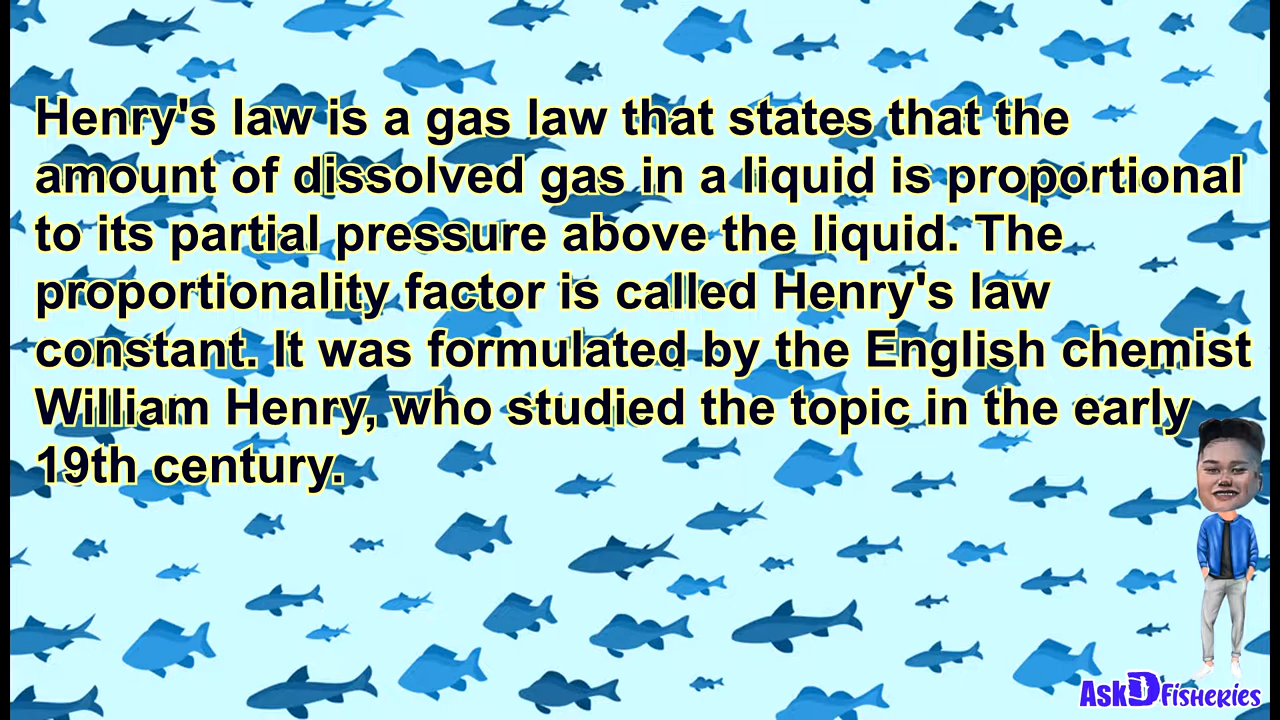 Henry's law is a gas law that states that the
amount of dissolved gas in a liquid is proportional
to its partial pressure above the liquid. The
proportionality factor is called Henry's law
constant. It was formulated by the English chemist
William Henry, who studied the topic in the early
19th century.
AskD Fisheries